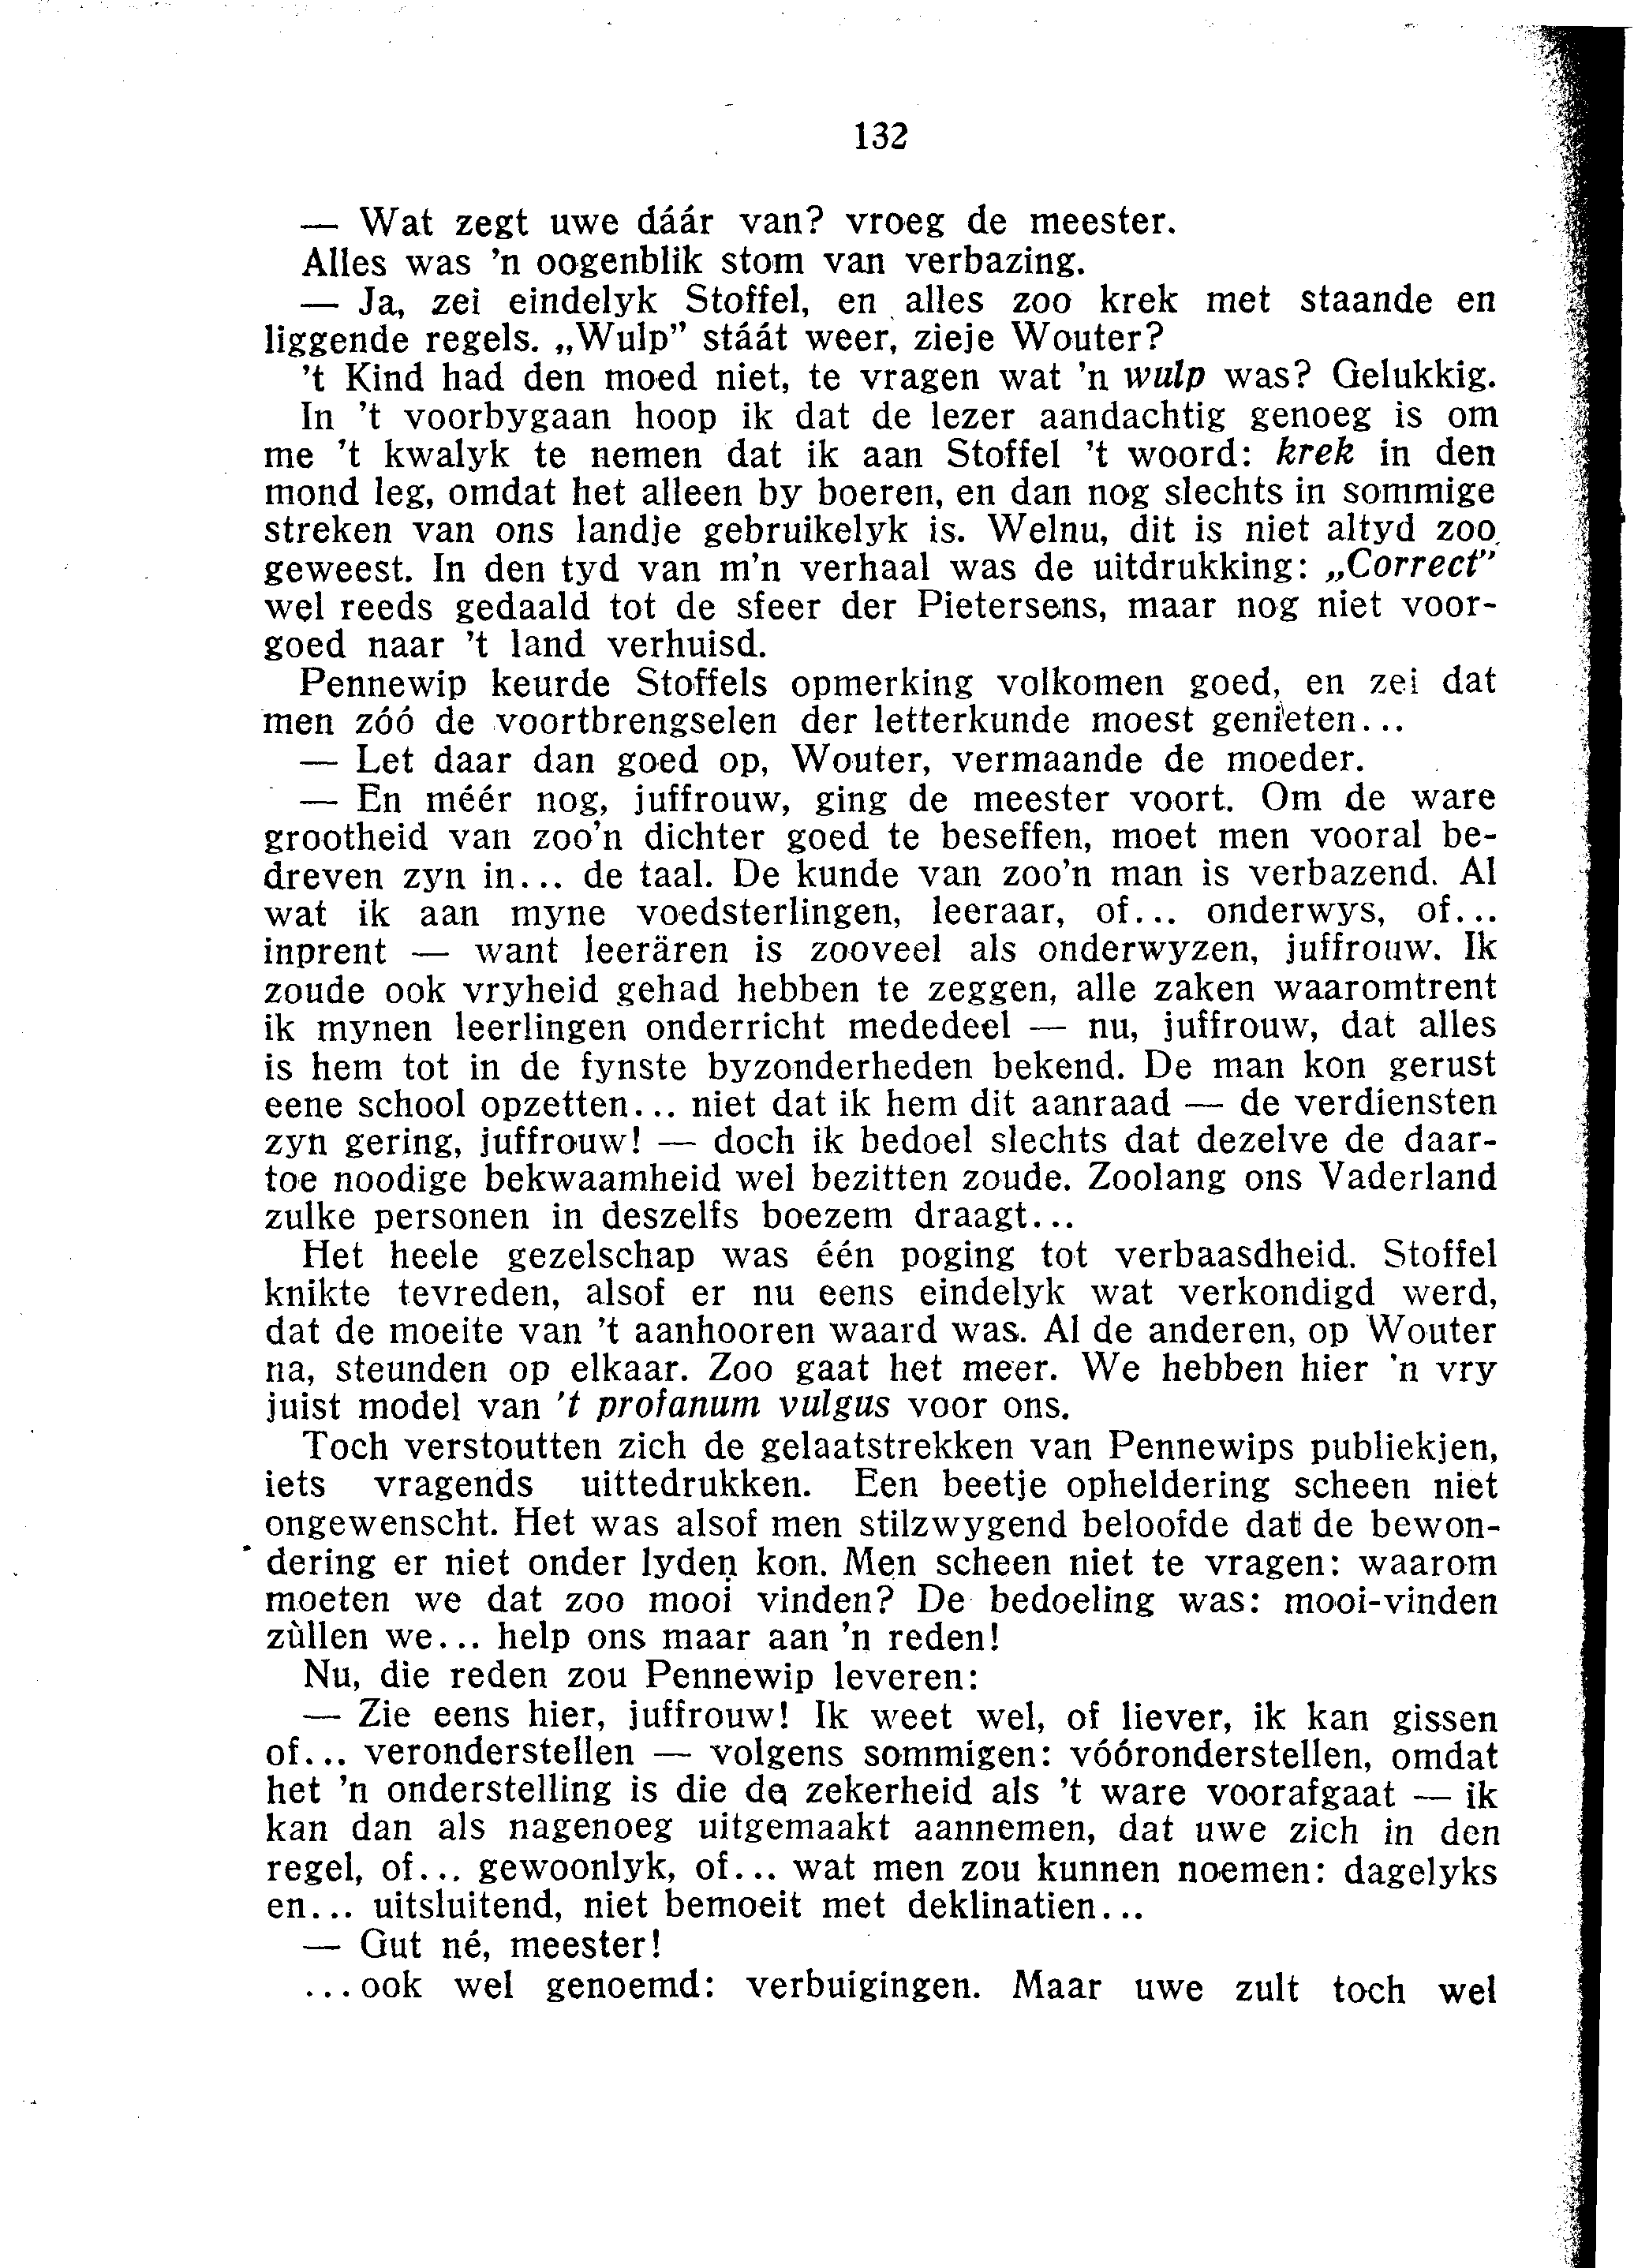 132
— Wat zegt uwe dáár van? vroeg de meester.
Alles was ’n oogenblik stom van verbazing.
— Ja, zei eindelyk Stoffel, en alles zoo krek met staande en
liggende regels. „Wulp” stáát weer, zieje Wouter?
’t Kind had den moed niet, te vragen wat ’n wulp was? Gelukkig.
In ’t voorbygaan hoop ik dat de lezer aandachtig genoeg is om
me ’t kwalyk te nemen dat ik aan Stoffel ’t woord: krek in den
mond leg, omdat het alleen by boeren, en dan nog slechts in sommige
streken van ons landje gebruikelyk is. Welnu, dit is niet altyd zoo
geweest. In den tyd van m’n verhaal was de uitdrukking: „Correct”
wel reeds gedaald tot de sfeer der Pietersens, maar nog niet voor-
goed naar ’t land verhuisd.
Pennewip keurde Stoffels opmerking volkomen goed, en zei dat
men zóó de voortbrengselen der letterkunde moest genieten...
— Let daar dan goed op, Wouter, vermaande de moeder.
— En méér nog, juffrouw, ging de meester voort. Om de ware
grootheid van zoo’n dichter goed te beseffen, moet men vooral be-
dreven zyn in... de taal. De kunde van zoo’n man is verbazend. Al
wat ik aan myne voedsterlingen, leeraar, of... onderwys, of...
inprent — want leerären is zooveel als onderwyzen, juffrouw. Ik
zoude ook vryheid gehad hebben te zeggen, alle zaken waaromtrent
ik mynen leerlingen onderricht mededeel — nu, juffrouw, dat alles
is hem tot in de fynste byzonderheden bekend. De man kon gerust
eene school opzetten... niet dat ik hem dit aanraad — de verdiensten
zyn gering, juffrouw! — doch ik bedoel slechts dat dezelve de daar-
toe noodige bekwaamheid wel bezitten zoude. Zoolang ons Vaderland
zulke personen in deszelfs boezem draagt...
Het heele gezelschap was één poging tot verbaasdheid. Stoffel
knikte tevreden, alsof er nu eens eindelyk wat verkondigd werd,
dat de moeite van ’t aanhooren waard was. Al de anderen, op Wouter
na, steunden op elkaar. Zoo gaat het meer. We hebben hier ’n vry
juist model van ’t profanum vulgus voor ons.
Toch verstoutten zich de gelaatstrekken van Pennewips publiekjen,
iets vragends uittedrukken. Een beetje opheldering scheen niet
ongewenscht. Het was alsof men stilzwygend beloofde dat de bewon-
dering er niet onder lyden kon. Men scheen niet te vragen: waarom
moeten we dat zoo mooi vinden? De bedoeling was: mooi-vinden
zùllen we... help ons maar aan ’n reden!
Nu, die reden zou Pennewip leveren:
— Zie eens hier, juffrouw! Ik weet wel, of liever, ik kan gissen
of... veronderstellen — volgens sommigen: vóóronderstellen, omdat
het ’n onderstelling is die de zekerheid als ’t ware voorafgaat — ik
kan dan als nagenoeg uitgemaakt aannemen, dat uwe zich in den
regel, of... gewoonlyk, of... wat men zou kunnen noemen: dagelyks
en... uitsluitend, niet bemoeit met deklinatien...
— Gut né, meester!
...ook wel genoemd: verbuigingen. Maar uwe zult toch wel